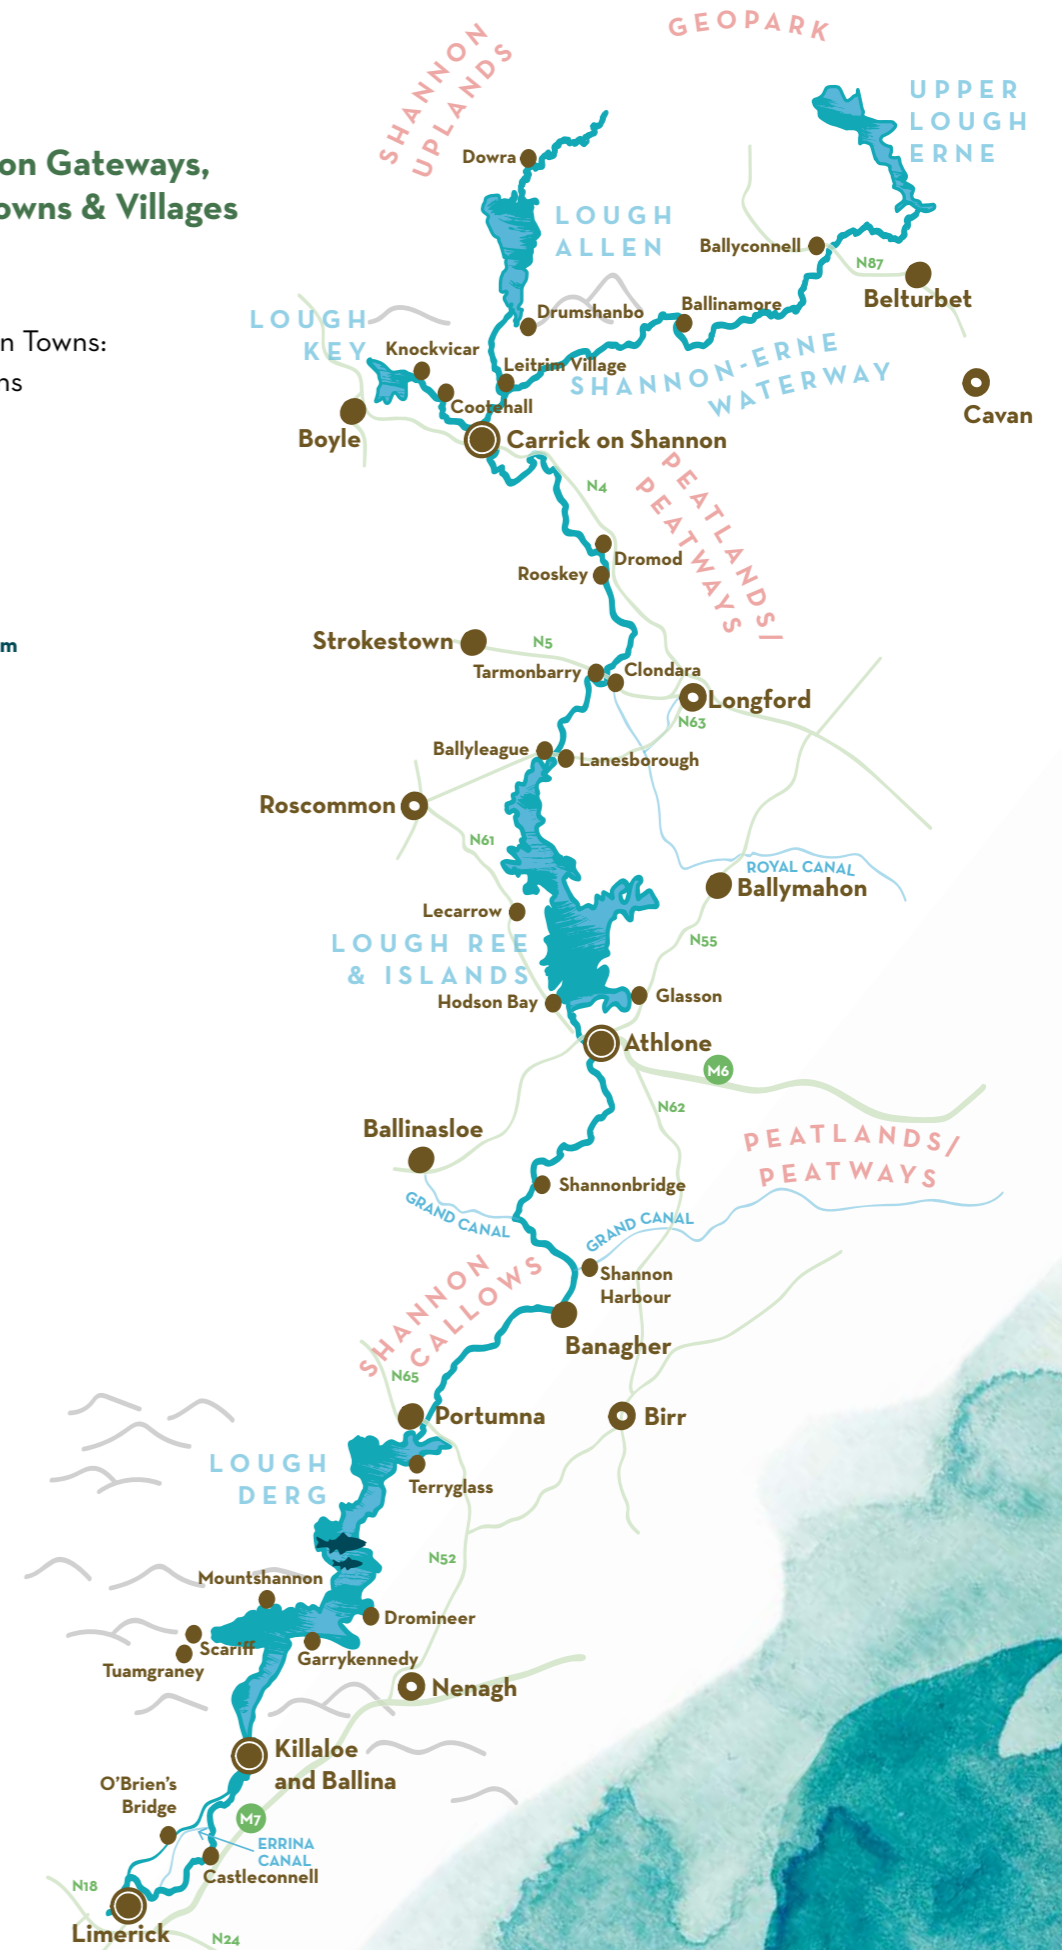 GEOPARK
SHANNON
UPLANDS
UPPER
LOUGH
ERNE
on Gateways,
owns & Villages
Dowra
LOUGH
ALLEN
Ballyconnell
N87
Belturbet
Drumshanbo
Ballinamore
LOUGH
KEY
n Towns:
ns
Knockvicar
Leitrim Village
SHANNON-ERNE
WATERWAY
Cootehall
Cavan
Boyle
Carrick on Shannon
N4
PEATLANDS/
PEATWAYS
Dromod
Rooskey
m
Strokestown
N5
Tarmonbarry
Clondara
Longford
N63
Ballyleague
Lanesborough
Roscommon
N61
ROYAL CANAL
Ballymahon
Lecarrow
N55
LOUGH REE
& ISLANDS
Hodson Bay
Glasson
Athlone
M6
N62
Ballinasloe
PEATLANDS/
PEATWAYS
Shannonbridge
GRAND CANAL
GRAND CANAL
Shannon
Harbour
SHANNON
CALLOWS
Banagher
N65
Portumna
Birr
LOUGH
DERG
Terryglass
N52
Mountshannon
Dromineer
Scariff
Tuamgraney
Garrykennedy
Nenagh
Killaloe
and Ballina
O'Brien's
Bridge
M7
ERRINA
CANAL
Castleconnell
N18
Limerick
N24